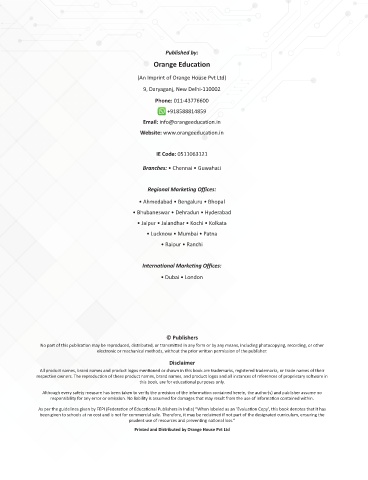 Published by:
Orange Education
(An Imprint of Orange House Pvt Ltd)
9, Daryaganj, New Delhi-110002
Phone: 011-43776600
+918588814859
Email: info@orangeeducation.in
Website: www.orangeeducation.in
IE Code: 0511063121
Branches: • Chennai • Guwahati
Regional Marketing Offices:
• Ahmedabad • Bengaluru • Bhopal
• Bhubaneswar • Dehradun • Hyderabad
• Jaipur • Jalandhar • Kochi • Kolkata
• Lucknow • Mumbai • Patna
• Raipur • Ranchi
International Marketing Offices:
• Dubai • London
© Publishers
No part of this publication may be reproduced, distributed, or transmitted in any form or by any means, including photocopying, recording, or other
electronic or mechanical methods, without the prior written permission of the publisher.
Disclaimer
All product names, brand names and product logos mentioned or shown in this book are trademarks, registered trademarks, or trade names of their
respective owners. The reproduction of these product names, brand names, and product logos and all instances of references of proprietary software in
this book, are for educational purposes only.
Although every safety measure has been taken to verify the precision of the information contained herein, the author(s) and publisher assume no
responsibility for any error or omission. No liability is assumed for damages that may result from the use of information contained within.
As per the guidelines given by FEPI (Federation of Educational Publishers in India) "When labeled as an 'Evaluation Copy', this book denotes that it has
been given to schools at no cost and is not for commercial sale. Therefore, it may be reclaimed if not part of the designated curriculum, ensuring the
prudent use of resources and preventing national loss."
Printed and Distributed by Orange House Pvt Ltd